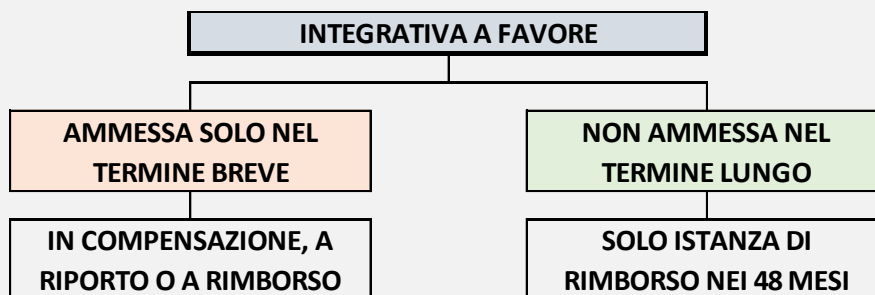 INTEGRATIVA A FAVORE
AMMESSA SOLO NEL
TERMINE BREVE
NON AMMESSA NEL
TERMINE LUNGO
IN COMPENSAZIONE, A
RIPORTO O A RIMBORSO
SOLO ISTANZA DI
RIMBORSO NEI 48 MESI